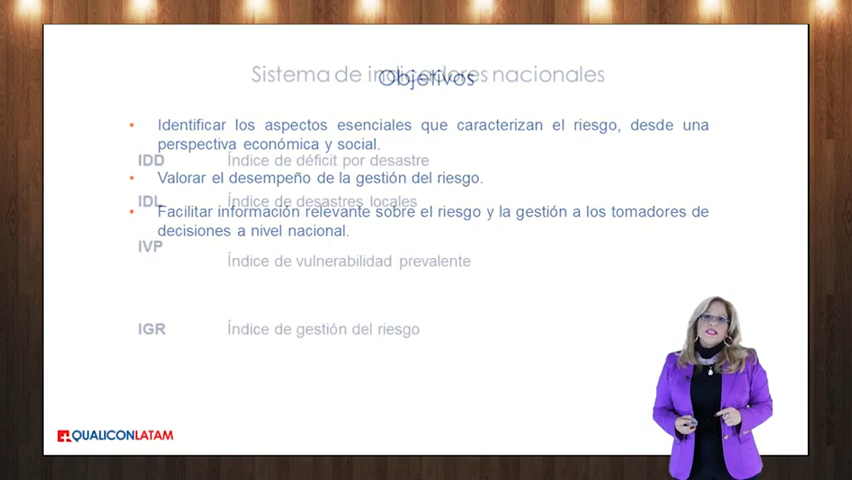 Sistema de indicadores nacionales
Objetivos
• Identificar los aspectos esenciales que caracterizan el riesgo, desde una
perspectiva económica y social.
IDD Índice de déficit por desastre
• Valorar el desempeño de la gestión del riesgo.
IDL Índice de desastres locales
• Facilitar información relevante sobre el riesgo y la gestión a los tomadores de
decisiones a nivel nacional.
IVP
Índice de vulnerabilidad prevalente
IGR Índice de gestión del riesgo
QUALICONLATAM